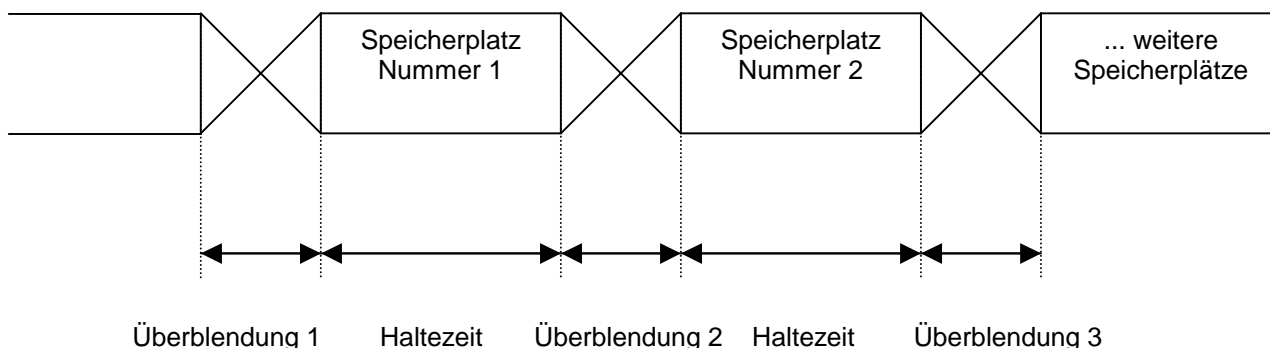 Speicherplatz
Nummer 1
Speicherplatz
Nummer 2
... weitere
Speicherplätze
Überblendung 1
Haltezeit
Überblendung 2
Haltezeit
Überblendung 3